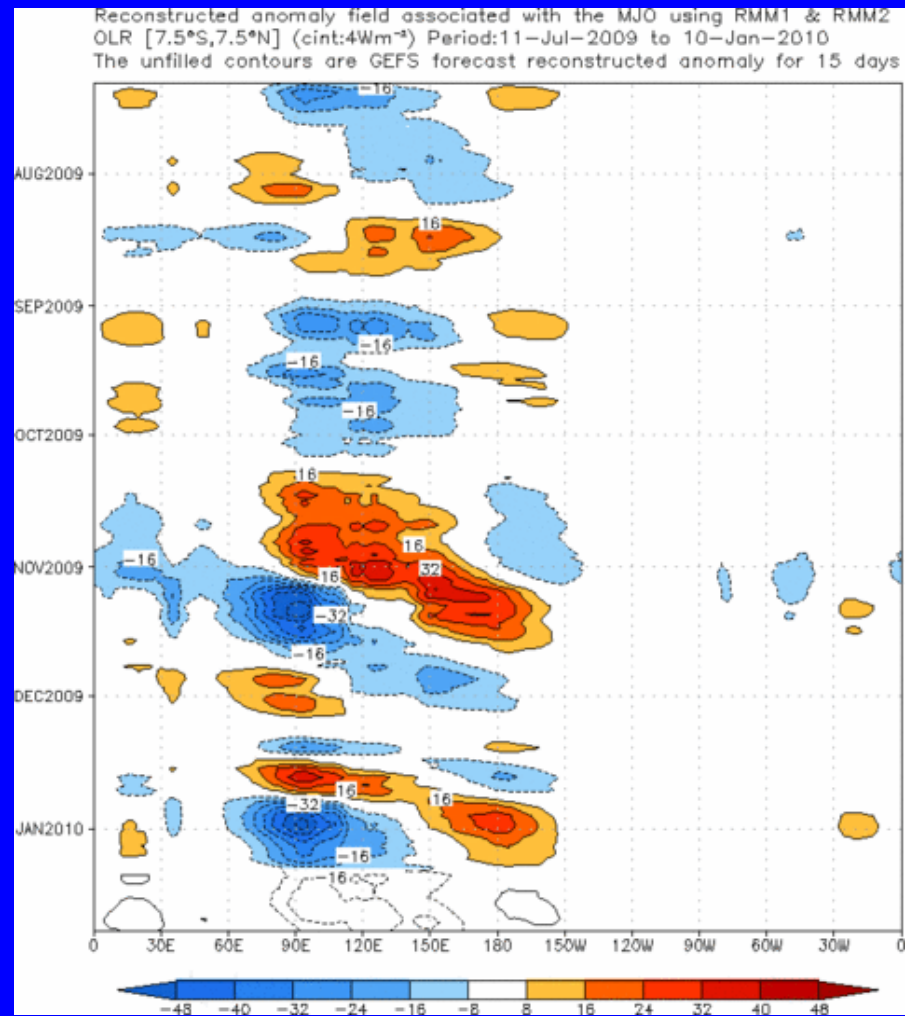 Reconstructed anomaly field associated with the MJO using RMM1 & RMM2
OLR [7.5°S,7.5°N] (cint:4Wm⁻²) Period:11-Jul-2009 to 10-Jan-2010
The unfilled contours are GEFS forecast reconstructed anomaly for 15 days
-16
AUG2009
16
SEP2009
-16
-16
OCT2009
16
16
-16
NOV2009
32
16
-32
-16
DEC2009
16
-32
16
JAN2010
-16
-16
0 30E 60E 90E 120E 150E 180 150W 120W 90W 60W 30W 0
-48 -40 -32 -24 -16 -8 8 16 24 32 40 48